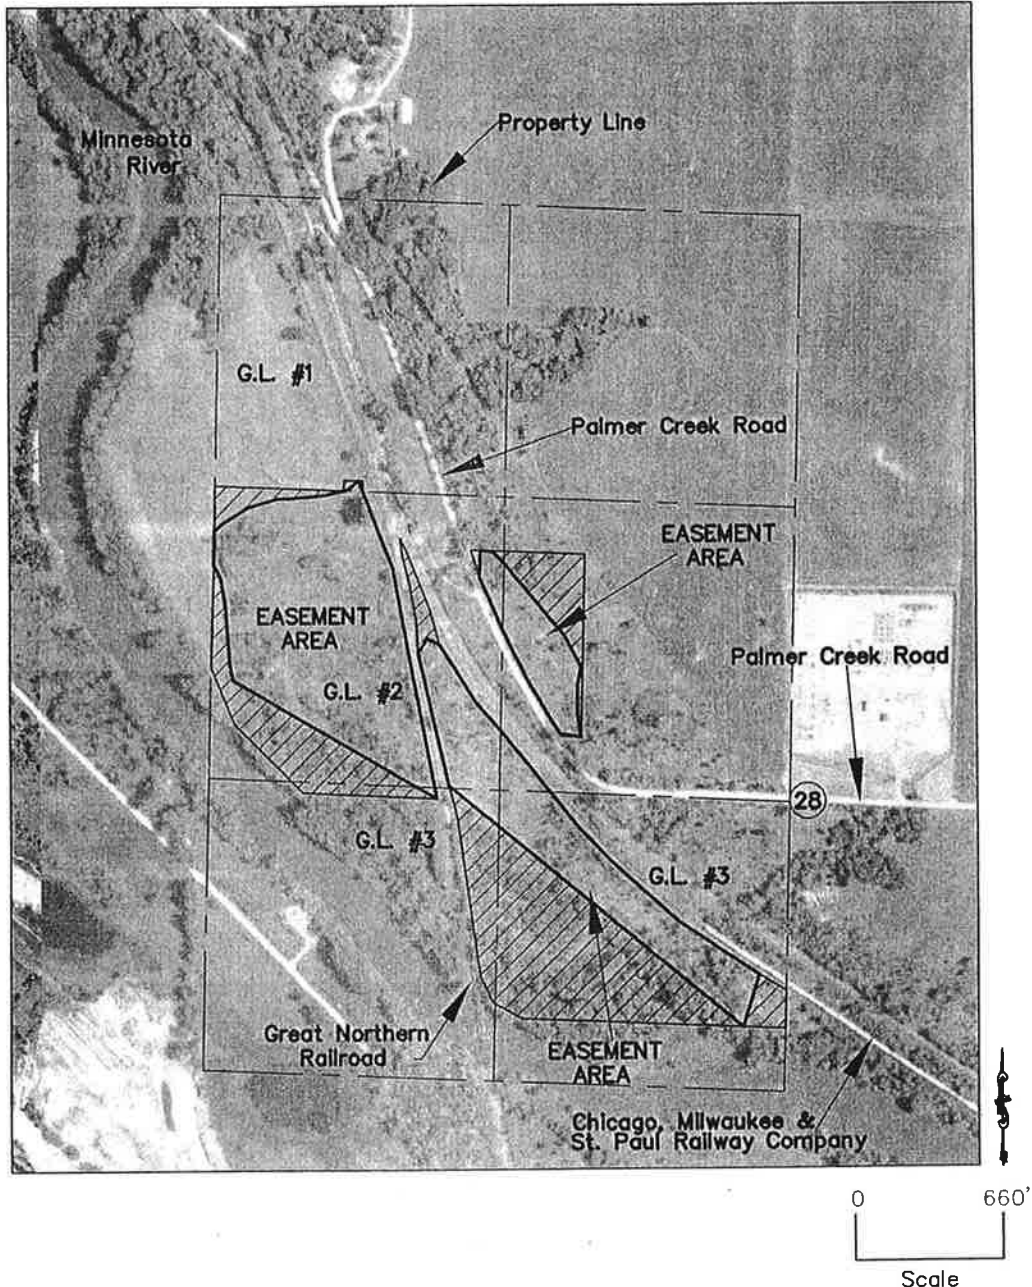 Minnesota
River
Property Line
G.L. #1
Palmer Creek Road
EASEMENT
AREA
EASEMENT
AREA
Palmer Creek Road
G.L. #2
28
G.L. #3
G.L. #3
Great Northern
Railroad
EASEMENT
AREA
Chicago, Milwaukee &
St. Paul Railway Company
0 660'
Scale